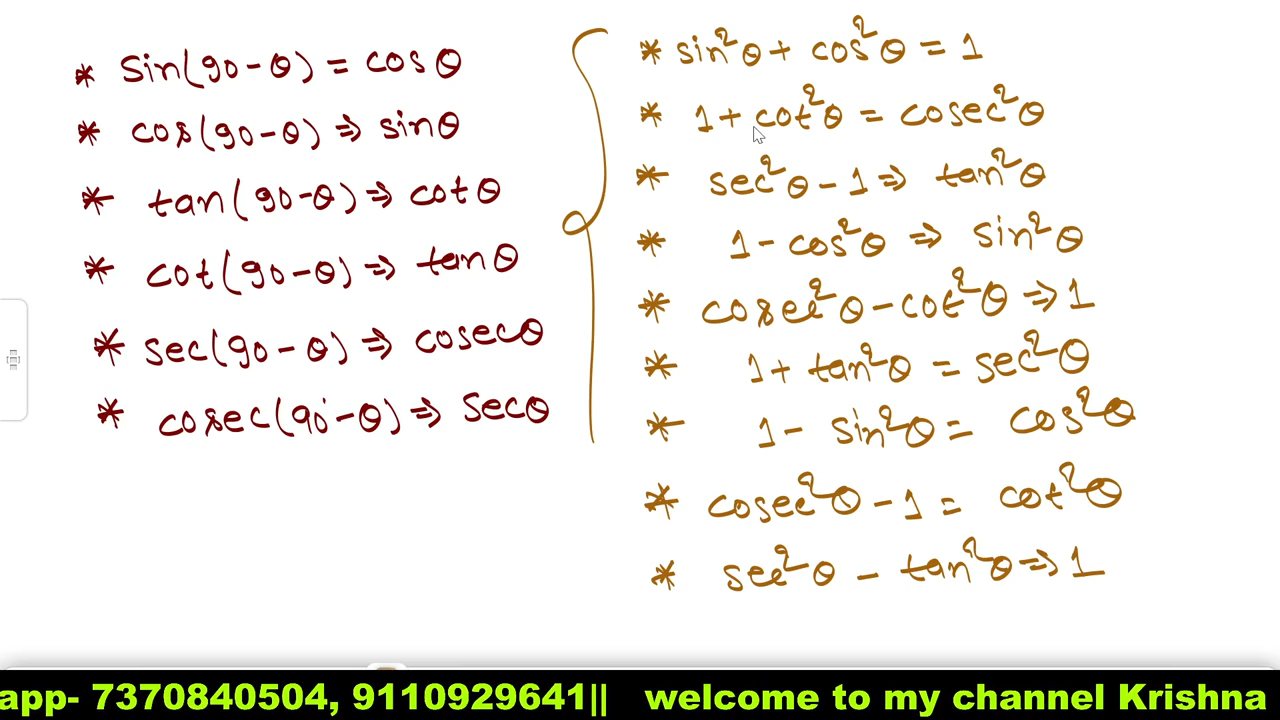 * sin(90-θ) = cosθ
* cos(90-θ) ⇒ sinθ
* tan(90-θ) ⇒ cotθ
* cot(90-θ) ⇒ tanθ
* sec(90-θ) ⇒ cosecθ
* cosec(90-θ) ⇒ secθ
* sin²θ + cos²θ = 1
* 1 + cot²θ = cosec²θ
* sec²θ - 1 ⇒ tan²θ
* 1 - cos²θ ⇒ sin²θ
* cosec²θ - cot²θ ⇒ 1
* 1 + tan²θ = sec²θ
* 1 - sin²θ = cos²θ
* cosec²θ - 1 = cot²θ
* sec²θ - tan²θ ⇒ 1
app- 7370840504, 9110929641|| welcome to my channel Krishna